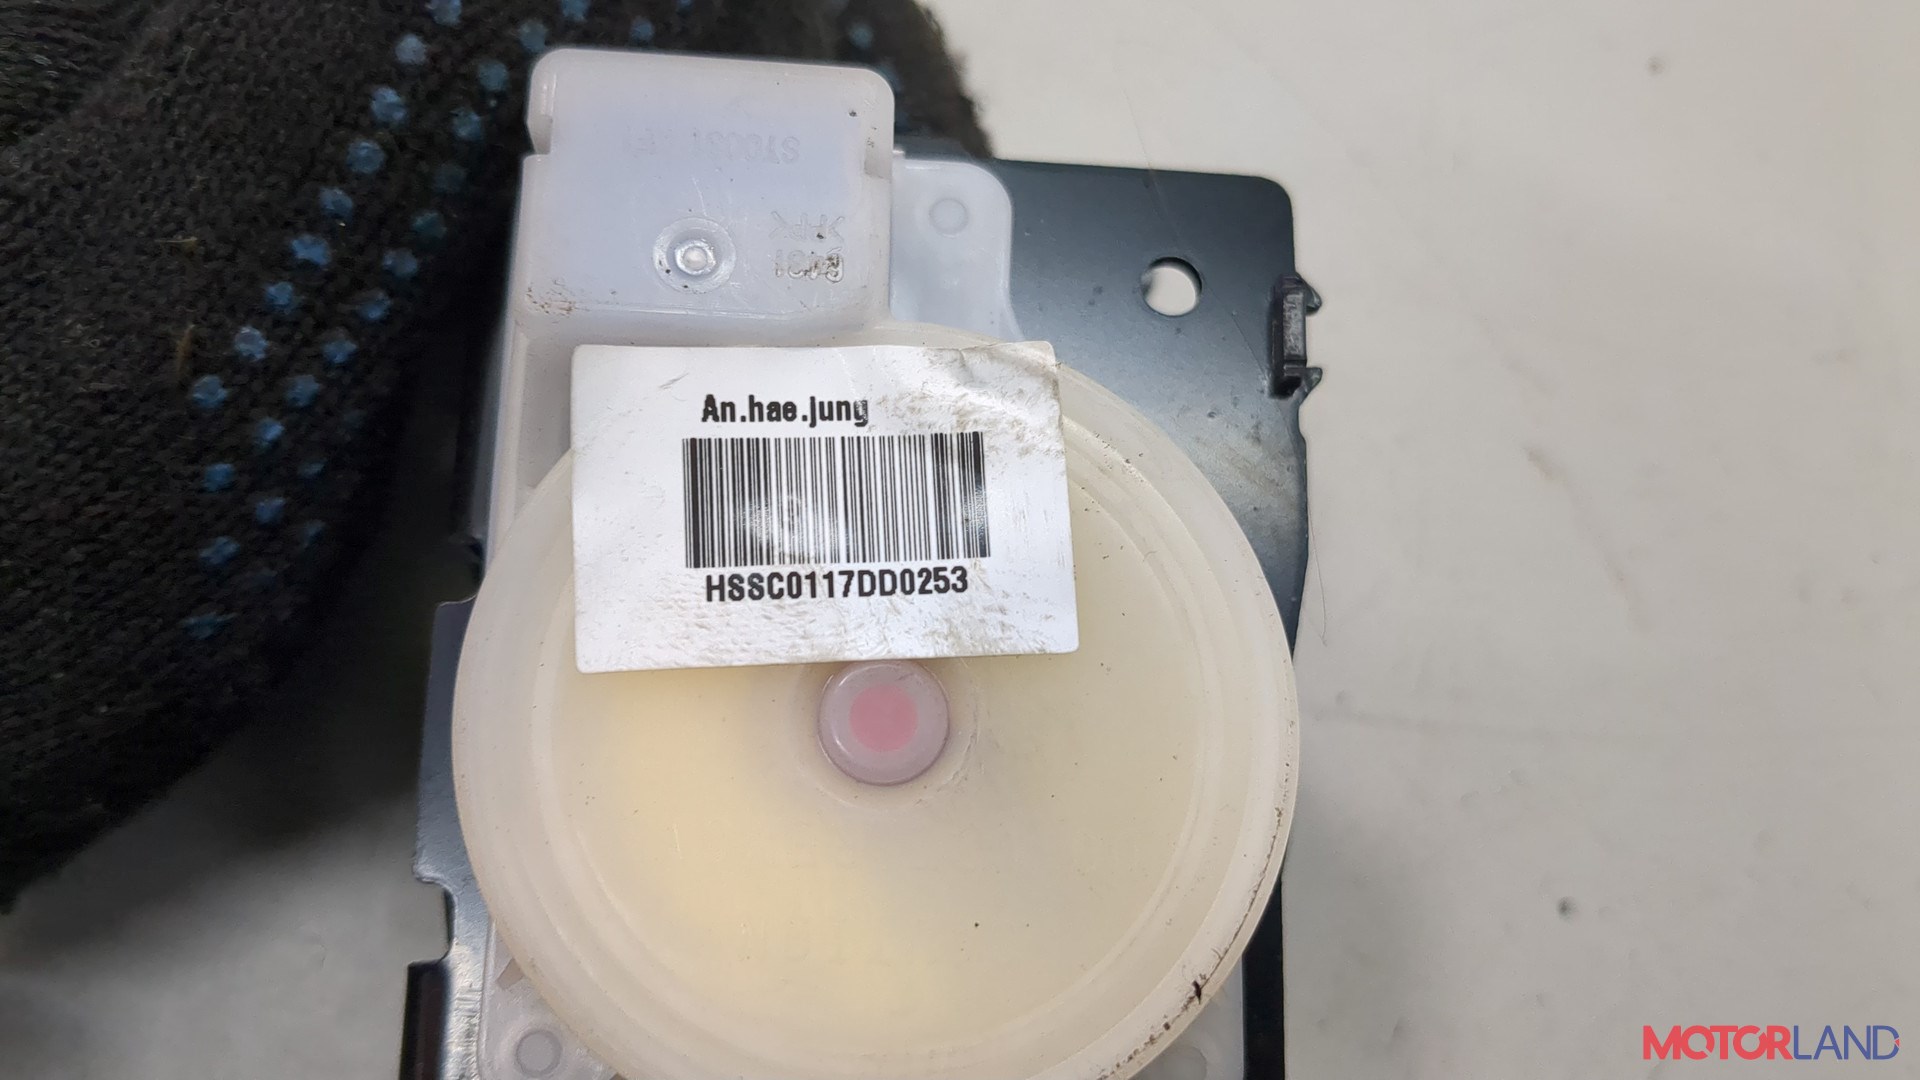 An.hae.jung
HSSC0117DD0253
MOTORLAND